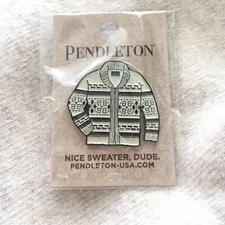 PENDLETON
NICE SWEATER, DUDE.
PENDLETON-USA.COM